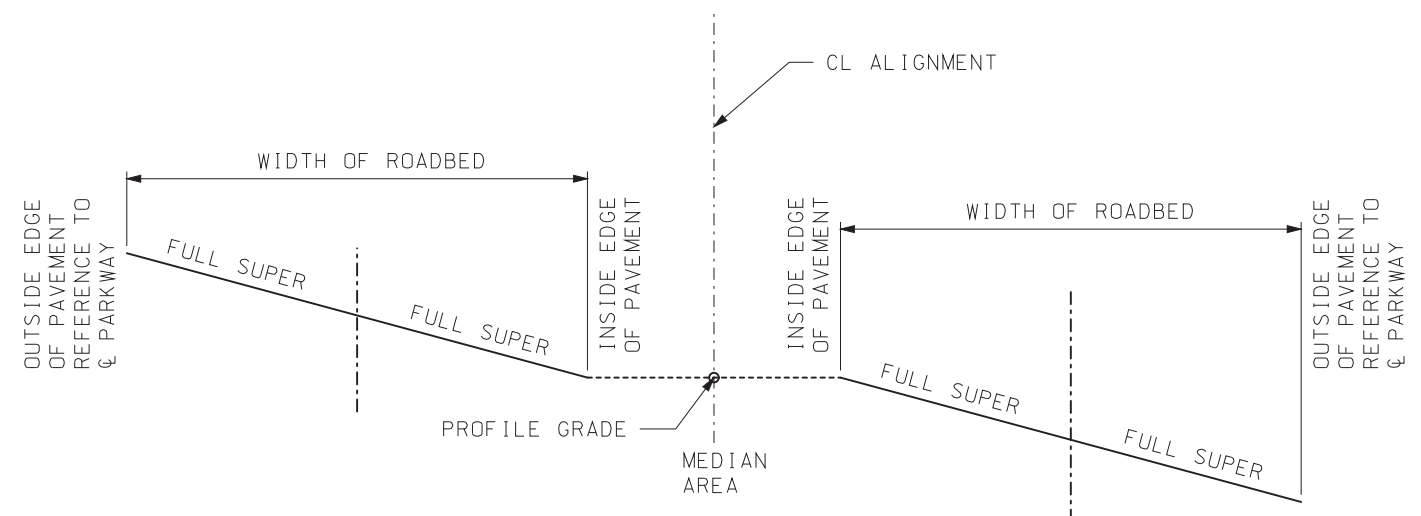 CL ALIGNMENT
WIDTH OF ROADBED
WIDTH OF ROADBED
OUTSIDE EDGE
OF PAVEMENT
REFERENCE TO
℄ PARKWAY
FULL SUPER
FULL SUPER
INSIDE EDGE
OF PAVEMENT
INSIDE EDGE
OF PAVEMENT
FULL SUPER
FULL SUPER
OUTSIDE EDGE
OF PAVEMENT
REFERENCE TO
℄ PARKWAY
PROFILE GRADE
MEDIAN
AREA